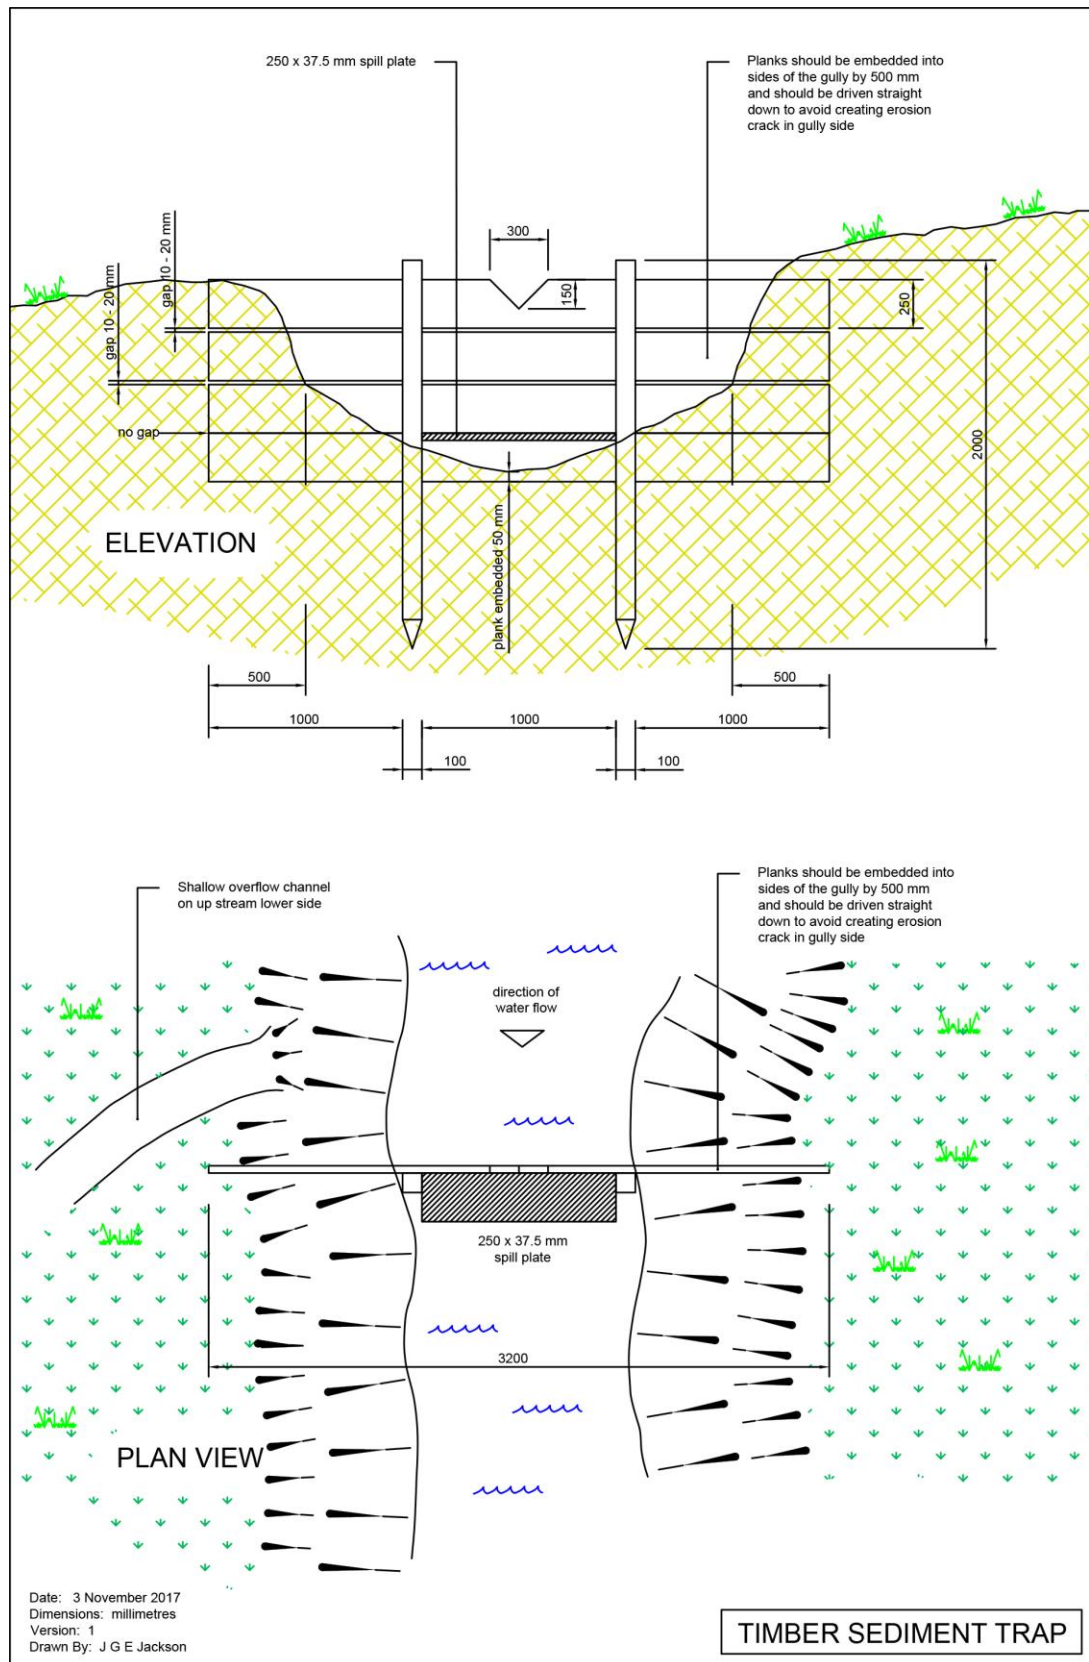 250 x 37.5 mm spill plate
Planks should be embedded into
sides of the gully by 500 mm
and should be driven straight
down to avoid creating erosion
crack in gully side
300
150
250
gap 10 - 20 mm
gap 10 - 20 mm
no gap
2000
plank embedded 50 mm
ELEVATION
500
500
1000
1000
1000
100
100
Shallow overflow channel
on up stream lower side
Planks should be embedded into
sides of the gully by 500 mm
and should be driven straight
down to avoid creating erosion
crack in gully side
direction of
water flow
250 x 37.5 mm
spill plate
3200
PLAN VIEW
Date: 3 November 2017
Dimensions: millimetres
Version: 1
Drawn By: J G E Jackson
TIMBER SEDIMENT TRAP